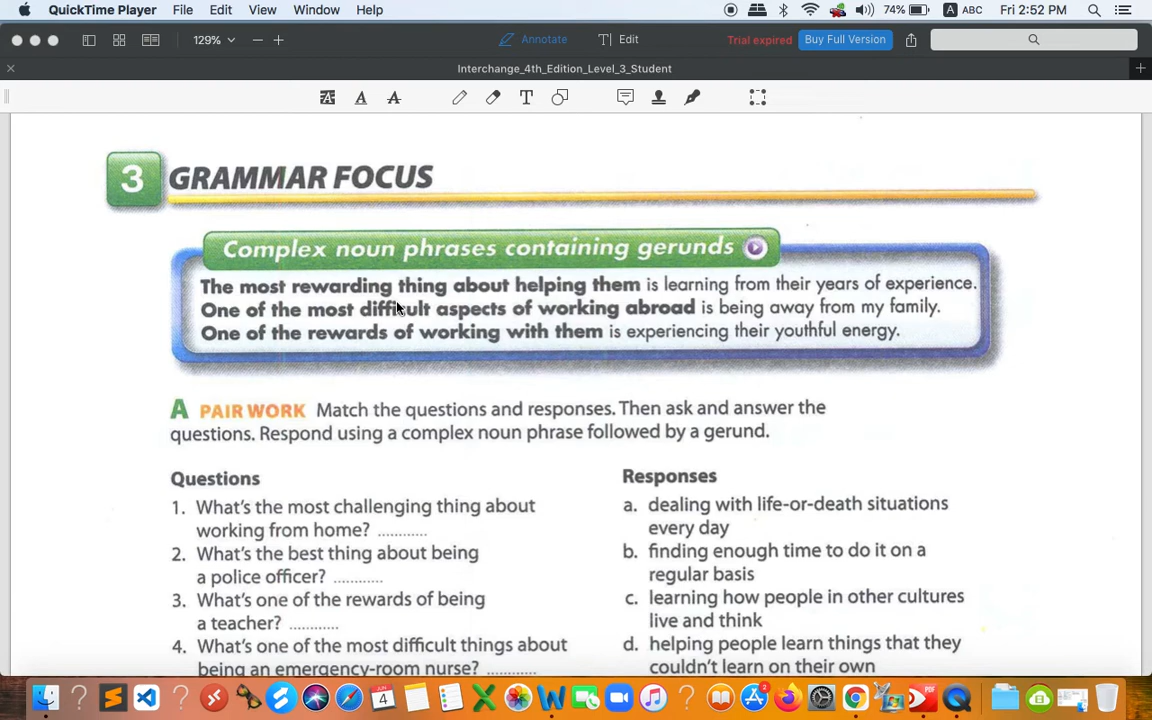 QuickTime Player File Edit View Window Help 74% A ABC Fri 2:52 PM
129% Annotate Edit Trial expired Buy Full Version
Interchange_4th_Edition_Level_3_Student
3 GRAMMAR FOCUS
Complex noun phrases containing gerunds
The most rewarding thing about helping them is learning from their years of experience.
One of the most difficult aspects of working abroad is being away from my family.
One of the rewards of working with them is experiencing their youthful energy.
A PAIR WORK Match the questions and responses. Then ask and answer the
questions. Respond using a complex noun phrase followed by a gerund.
Questions
1. What's the most challenging thing about
working from home? ............
2. What's the best thing about being
a police officer? ............
3. What's one of the rewards of being
a teacher? ............
4. What's one of the most difficult things about
being an emergency-room nurse? ............
Responses
a. dealing with life-or-death situations
every day
b. finding enough time to do it on a
regular basis
c. learning how people in other cultures
live and think
d. helping people learn things that they
couldn't learn on their own